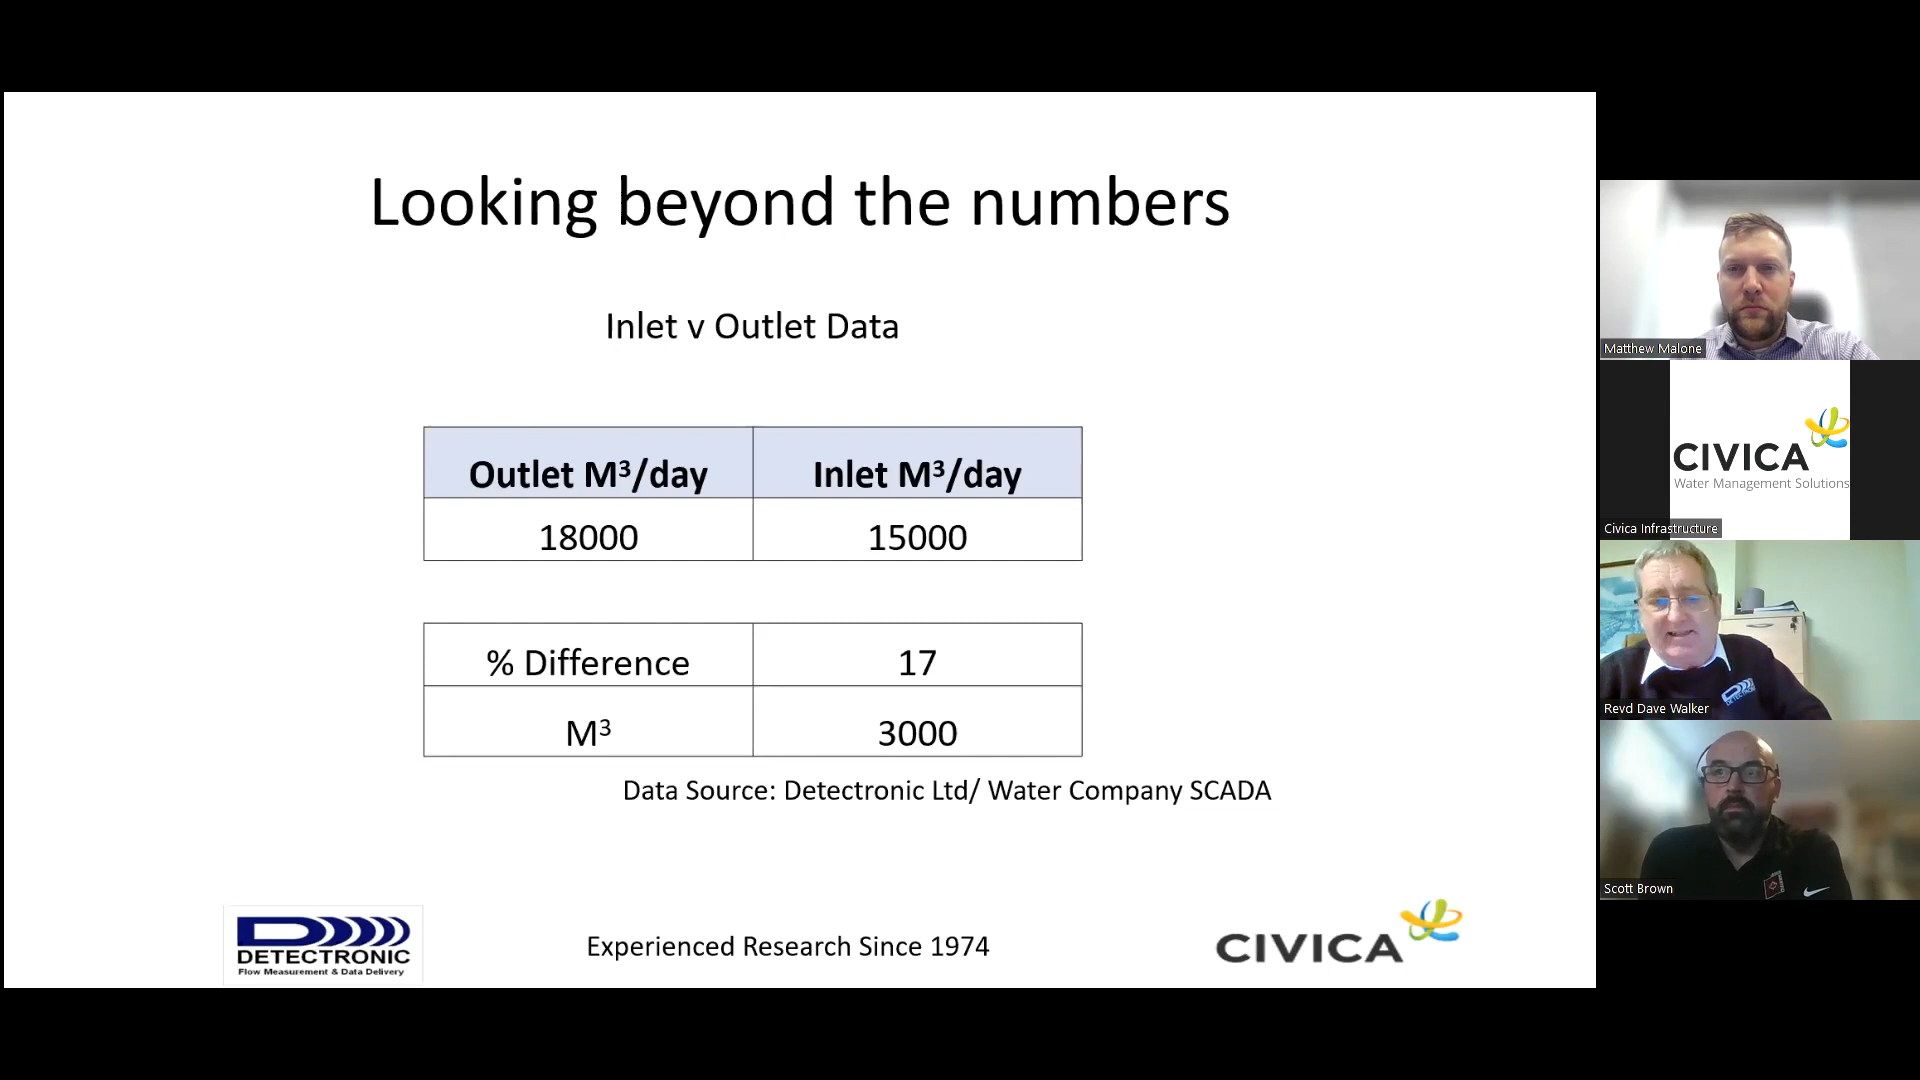 Looking beyond the numbers
Inlet v Outlet Data
Outlet M³/day Inlet M³/day
18000 15000
% Difference 17
M³ 3000
Data Source: Detectronic Ltd/ Water Company SCADA
DETECTRONIC
Flow Measurement & Data Delivery
Experienced Research Since 1974
CIVICA
Matthew Malone
CIVICA
Water Management Solutions
Civica Infrastructure
Revd Dave Walker
Scott Brown